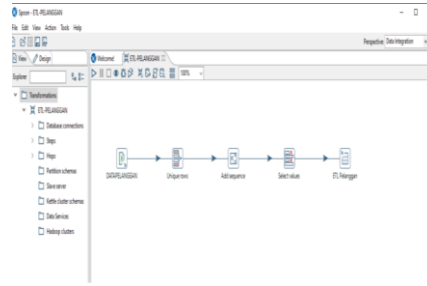 Spoon - ETL-PELANGGAN
File Edit View Action Tools Help
Perspective: Data Integration
View Design
Welcome! ETL-PELANGGAN
Explorer
100%
Transformations
ETL-PELANGGAN
Database connections
Steps
Hops
Partition schemas
Slave server
Kettle cluster schemas
Data Services
Hadoop clusters
DATAPELANGGAN Unique rows Add sequence Select values ETL Pelanggan